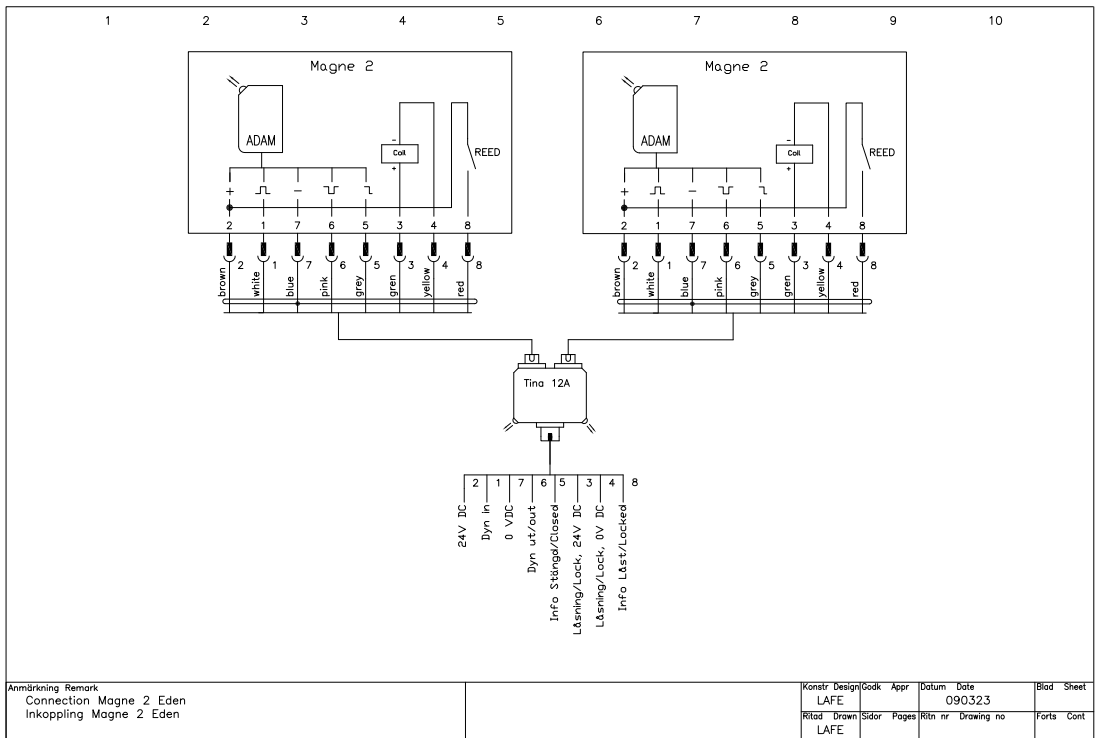 1 2 3 4 5 6 7 8 9 10
Magne 2
ADAM
- Coil +
REED
+ –
2 1 7 6 5 3 4 8
2 1 7 6 5 3 4 8
brown white blue pink grey gren yellow red
Magne 2
ADAM
- Coil +
REED
+ –
2 1 7 6 5 3 4 8
2 1 7 6 5 3 4 8
brown white blue pink grey gren yellow red
Tina 12A
2 1 7 6 5 3 4 8
24V DC
Dyn in
0 VDC
Dyn ut/out
Info Stängd/Closed
Låsning/Lock, 24V DC
Låsning/Lock, 0V DC
Info Låst/Locked
Anmärkning Remark
Connection Magne 2 Eden
Inkoppling Magne 2 Eden
Konstr Design Godk Appr Datum Date Blad Sheet
LAFE 090323
Ritad Drawn Sidor Pages Ritn nr Drawing no Forts Cont
LAFE